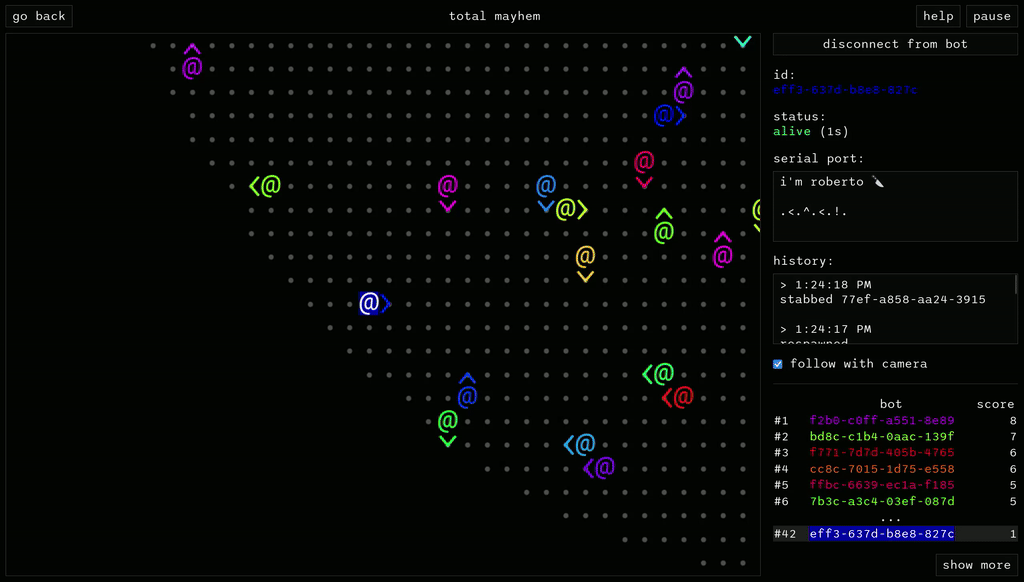 go back
total mayhem
help
pause
disconnect from bot
id:
eff3-637d-b8e8-827c
status:
alive (1s)
serial port:
i'm roberto 🔪
.<.^.<.!.
history:
> 1:24:18 PM
stabbed 77ef-a858-aa24-3915
> 1:24:17 PM
respawned
follow with camera
bot score
#1 f2b0-c0ff-a551-8e89 8
#2 bd8c-c1b4-0aac-139f 7
#3 f771-7d7d-405b-4765 6
#4 cc8c-7015-1d75-e558 6
#5 ffbc-6639-ec1a-f185 5
#6 7b3c-a3c4-03ef-087d 5
...
#42 eff3-637d-b8e8-827c 1
show more